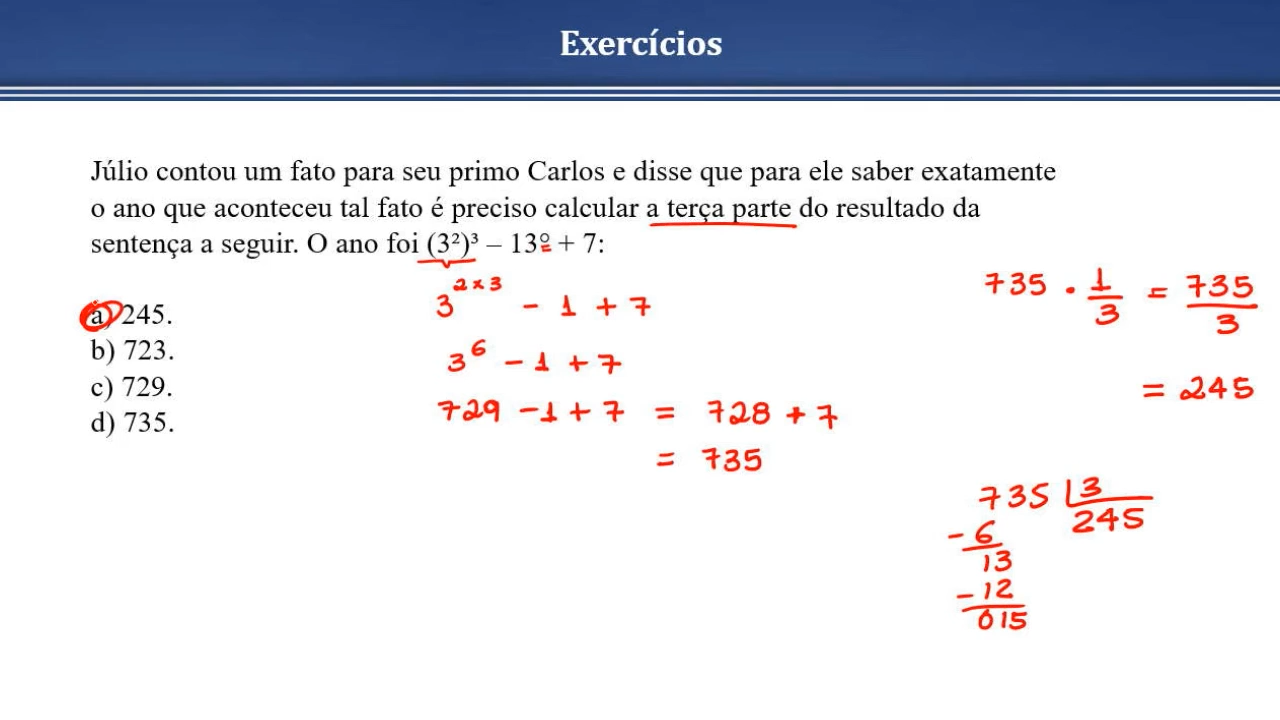 Exercícios
Júlio contou um fato para seu primo Carlos e disse que para ele saber exatamente
o ano que aconteceu tal fato é preciso calcular a terça parte do resultado da
sentença a seguir. O ano foi (3²)³ – 13º + 7:
a) 245.
b) 723.
c) 729.
d) 735.
3^{2×3} - 1 + 7
3^6 - 1 + 7
729 - 1 + 7 = 728 + 7
= 735
735 · 1/3 = 735/3
= 245
735 |3
245
-6
13
-12
015